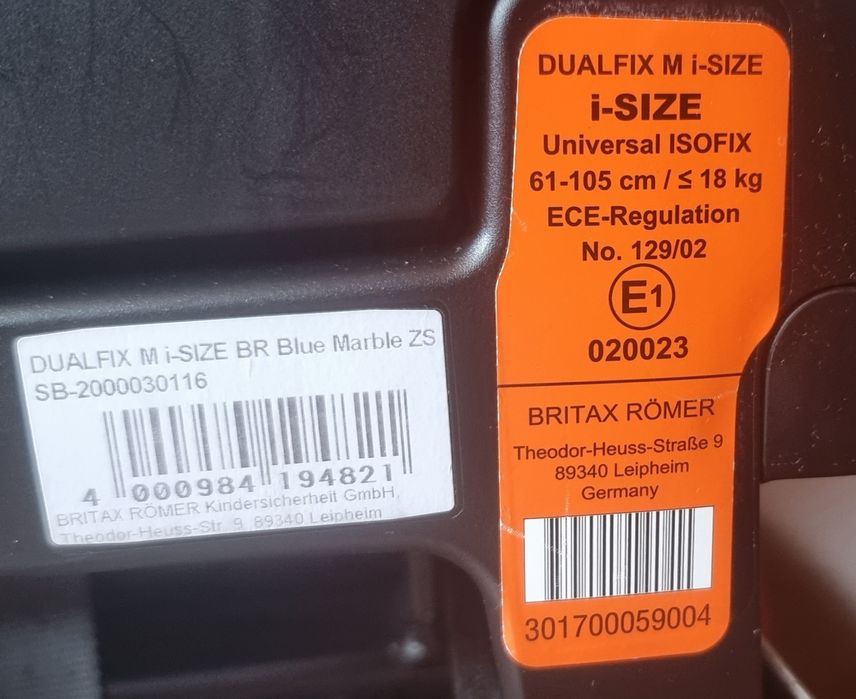 DUALFIX M i-SIZE BR Blue Marble ZS
SB-2000030116
4 000984 194821
BRITAX RÖMER Kindersicherheit GmbH,
Theodor-Heuss-Str. 9, 89340 Leipheim
DUALFIX M i-SIZE
i-SIZE
Universal ISOFIX
61-105 cm / ≤ 18 kg
ECE-Regulation
No. 129/02
E1
020023
BRITAX RÖMER
Theodor-Heuss-Straße 9
89340 Leipheim
Germany
301700059004